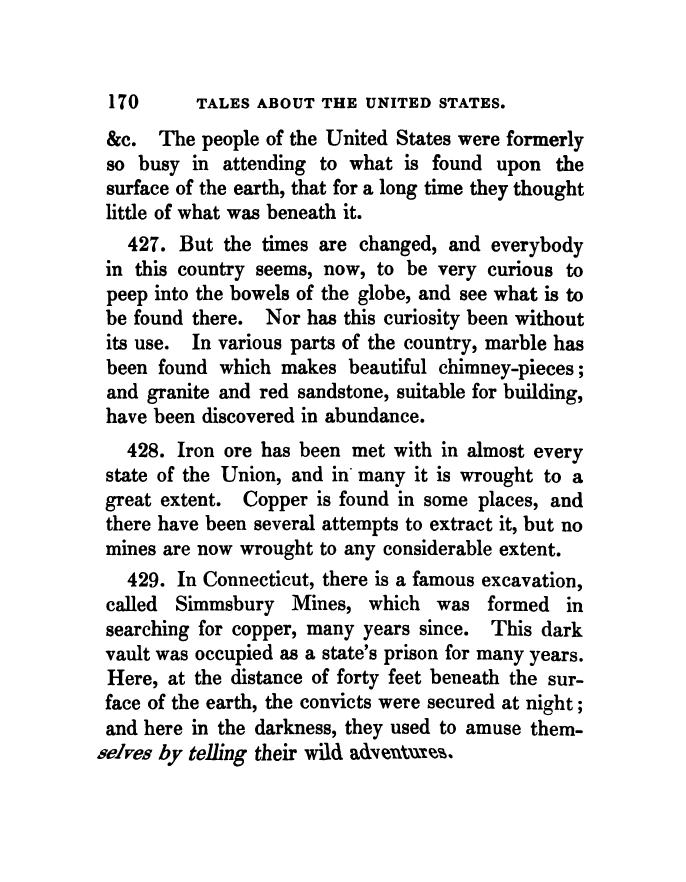 170 TALES ABOUT THE UNITED STATES.
&c. The people of the United States were formerly
so busy in attending to what is found upon the
surface of the earth, that for a long time they thought
little of what was beneath it.
427. But the times are changed, and everybody
in this country seems, now, to be very curious to
peep into the bowels of the globe, and see what is to
be found there. Nor has this curiosity been without
its use. In various parts of the country, marble has
been found which makes beautiful chimney-pieces;
and granite and red sandstone, suitable for building,
have been discovered in abundance.
428. Iron ore has been met with in almost every
state of the Union, and in many it is wrought to a
great extent. Copper is found in some places, and
there have been several attempts to extract it, but no
mines are now wrought to any considerable extent.
429. In Connecticut, there is a famous excavation,
called Simmsbury Mines, which was formed in
searching for copper, many years since. This dark
vault was occupied as a state's prison for many years.
Here, at the distance of forty feet beneath the sur-
face of the earth, the convicts were secured at night;
and here in the darkness, they used to amuse them-
selves by telling their wild adventures.